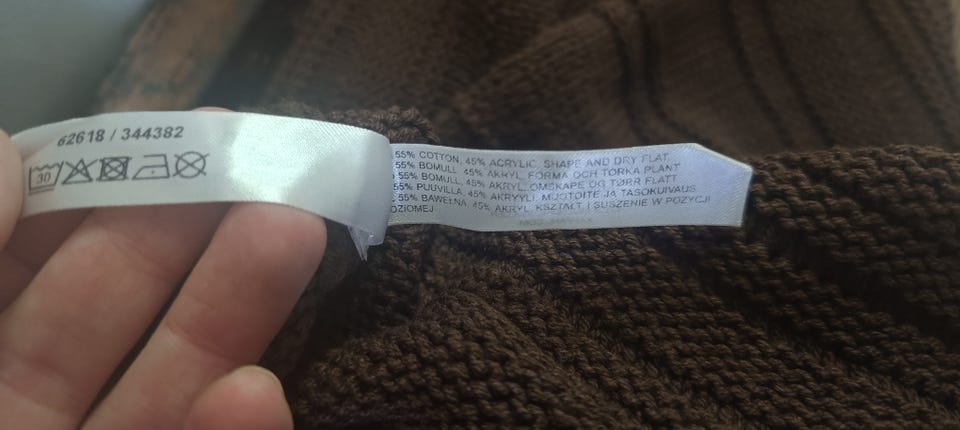 62618 / 344382
30
55% COTTON, 45% ACRYLIC. SHAPE AND DRY FLAT.
55% BOMULL, 45% AKRYL. FORMA OCH TORKA PLANT
55% BOMULL, 45% AKRYL. OMSKAPE OG TØRR FLATT
55% PUUVILLA, 45% AKRYYLI. MUOTOITE JA TASOKUIVAUS.
55% BAWEŁNA, 45% AKRYL. KSZTAŁT I SUSZENIE W POZYCJI